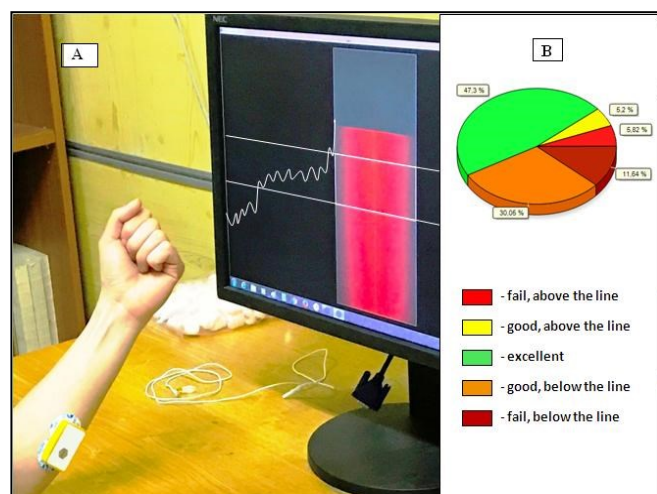 A
NEC
B
47.3 %
5.2 %
5,82 %
11,64 %
30,05 %
- fail, above the line
- good, above the line
- excellent
- good, below the line
- fail, below the line